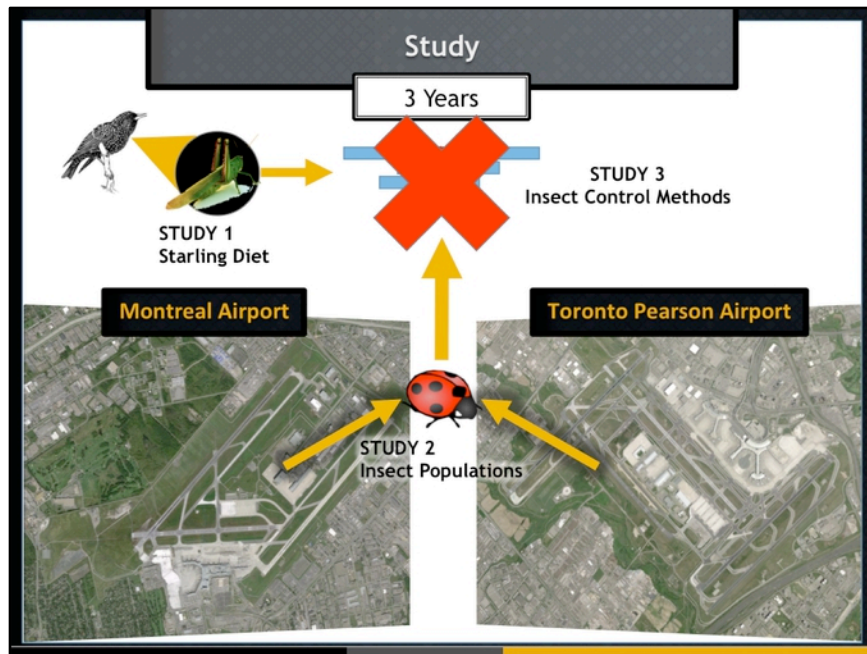 Study
3 Years
STUDY 1
Starling Diet
STUDY 3
Insect Control Methods
Montreal Airport
Toronto Pearson Airport
STUDY 2
Insect Populations